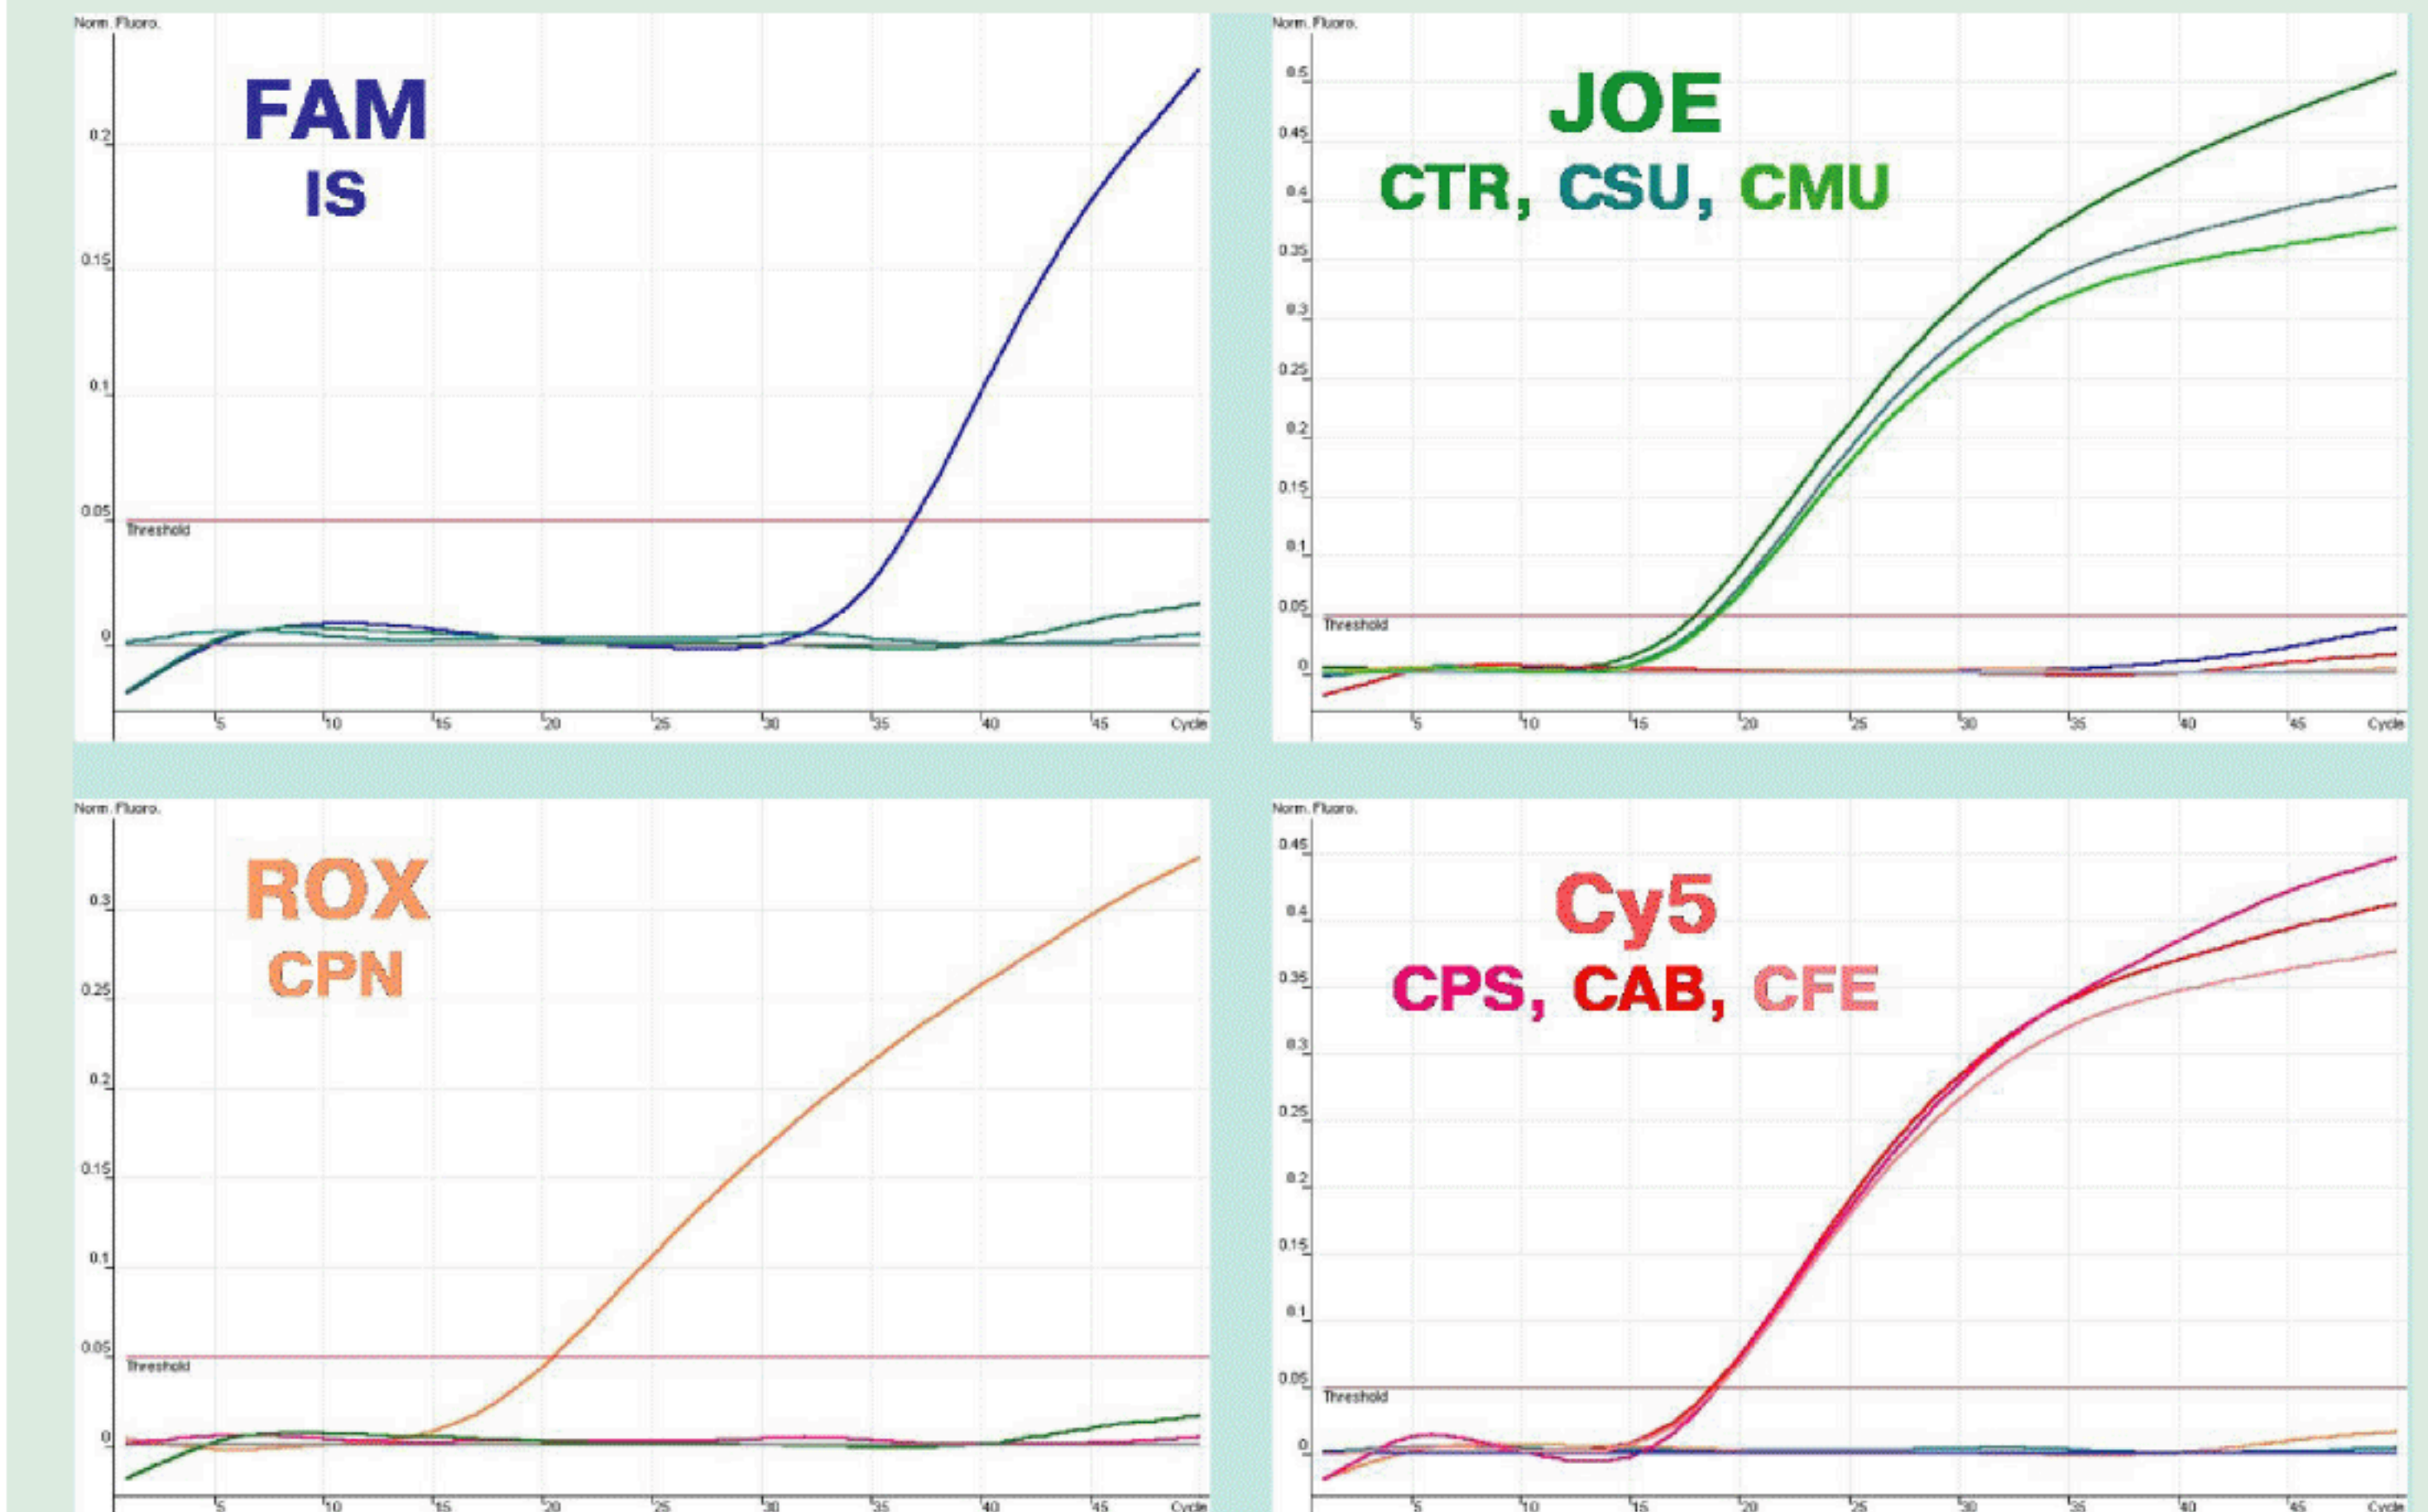 Norm. Fluoro.
FAM
IS
0.2
0.15
0.1
0.05
Threshold
0
5 10 15 20 25 30 35 40 45 Cycle
Norm. Fluoro.
0.5
JOE
0.45
CTR, CSU, CMU
0.4
0.35
0.3
0.25
0.2
0.15
0.1
0.05
Threshold
0
5 10 15 20 25 30 35 40 45 Cycle
Norm. Fluoro.
ROX
0.3
CPN
0.25
0.2
0.15
0.1
0.05
Threshold
0
5 10 15 20 25 30 35 40 45 Cycle
Norm. Fluoro.
0.45
Cy5
0.4
CPS, CAB, CFE
0.35
0.3
0.25
0.2
0.15
0.1
0.05
Threshold
0
5 10 15 20 25 30 35 40 45 Cycle